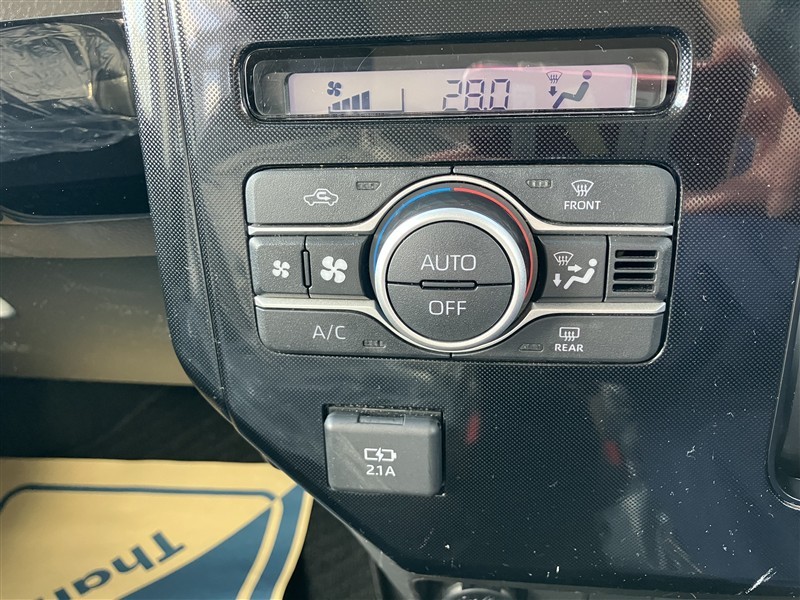 28.0
FRONT
AUTO
OFF
A/C
REAR
2.1A
Than